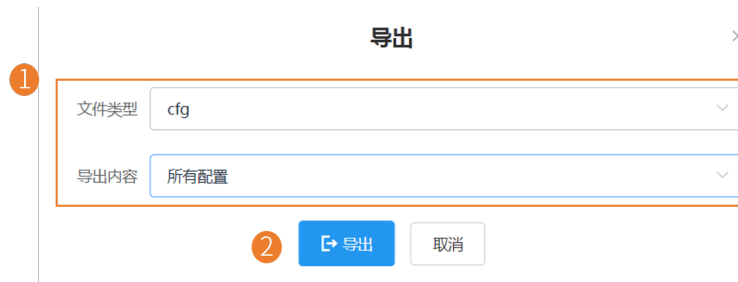 导出
1
文件类型 cfg
导出内容 所有配置
2 导出 取消